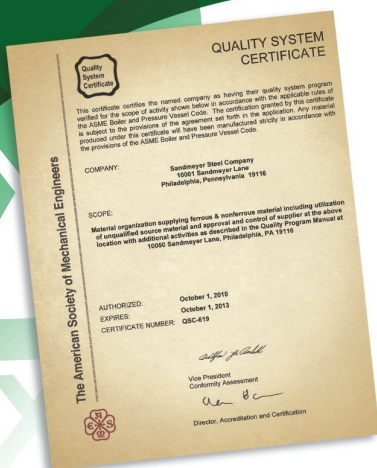 Quality
System
Certificate
QUALITY SYSTEM
CERTIFICATE
This certificate certifies the named company as having their quality system program
verified for the scope of activity shown below in accordance with the applicable rules of
the ASME Boiler and Pressure Vessel Code. The certification granted by this certificate
is subject to the provisions of the agreement set forth in the application. Any material
produced under this certificate will have been manufactured strictly in accordance with
the provisions of the ASME Boiler and Pressure Vessel Code.
COMPANY:
Sandmeyer Steel Company
10001 Sandmeyer Lane
Philadelphia, Pennsylvania 19116
SCOPE:
Material organization supplying ferrous & nonferrous material including utilization
of unqualified source material and approval and control of supplier at the above
location with additional activities as described in the Quality Program Manual at
10060 Sandmeyer Lane, Philadelphia, PA 19116
AUTHORIZED: October 1, 2010
EXPIRES: October 1, 2013
CERTIFICATE NUMBER: QSC-619
Vice President
Conformity Assessment
Director, Accreditation and Certification
The American Society of Mechanical Engineers